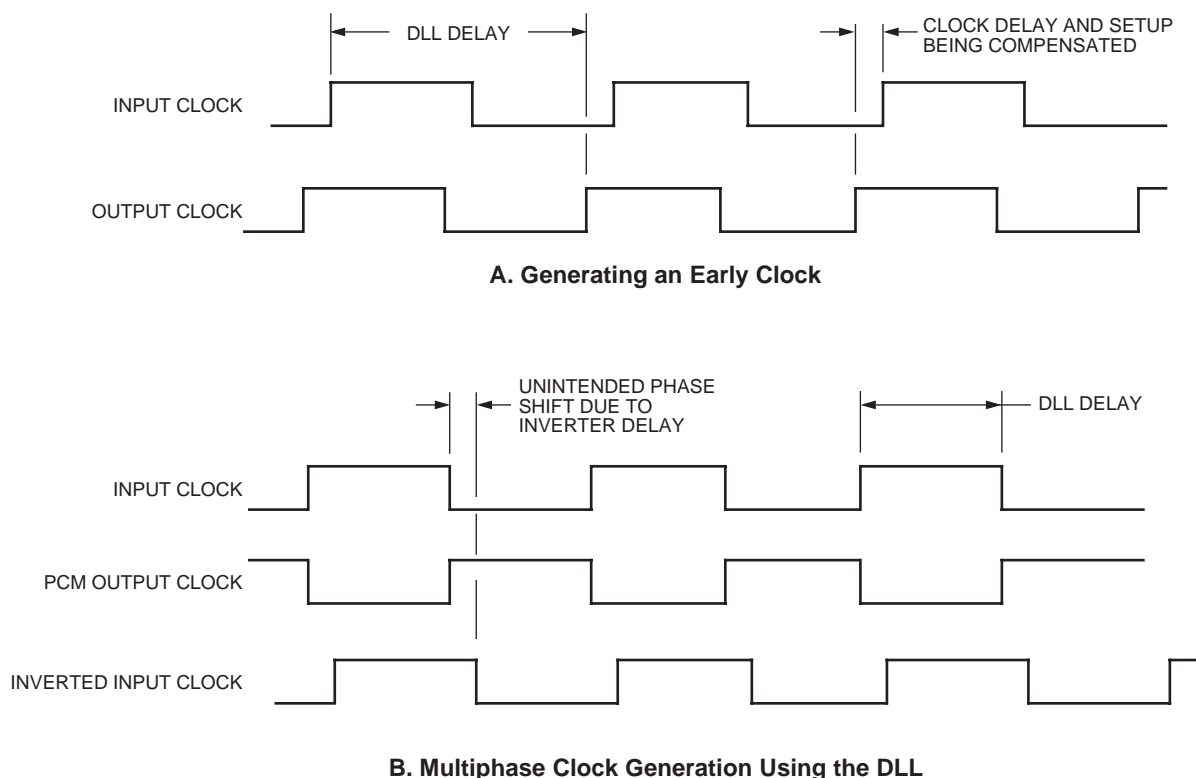 DLL DELAY
CLOCK DELAY AND SETUP
BEING COMPENSATED
INPUT CLOCK
OUTPUT CLOCK
A. Generating an Early Clock
UNINTENDED PHASE
SHIFT DUE TO
INVERTER DELAY
DLL DELAY
INPUT CLOCK
PCM OUTPUT CLOCK
INVERTED INPUT CLOCK
B. Multiphase Clock Generation Using the DLL